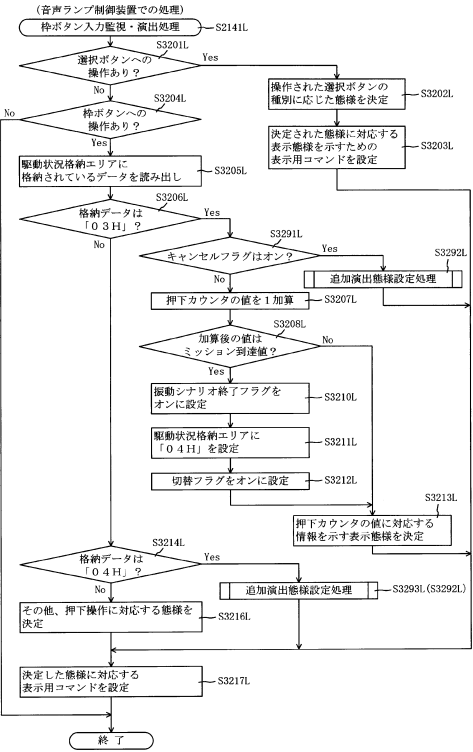 (音声ランプ制御装置での処理)
枠ボタン入力監視・演出処理
S2141L
S3201L
選択ボタンへの
操作あり?
Yes
No
操作された選択ボタンの
種別に応じた態様を決定
S3202L
S3204L
枠ボタンへの
操作あり?
No
Yes
決定された態様に対応する
表示態様を示すための
表示用コマンドを設定
S3203L
駆動状況格納エリアに
格納されているデータを読み出し
S3205L
S3206L
格納データは
「03H」?
Yes
No
S3291L
キャンセルフラグはオン?
Yes
No
S3292L
追加演出態様設定処理
押下カウンタの値を1加算
S3207L
S3208L
加算後の値は
ミッション到達値?
No
Yes
振動シナリオ終了フラグを
オンに設定
S3210L
駆動状況格納エリアに
「04H」を設定
S3211L
切替フラグをオンに設定
S3212L
S3213L
押下カウンタの値に対応する
情報を示す表示態様を決定
S3214L
格納データは
「04H」?
Yes
No
追加演出態様設定処理
S3293L(S3292L)
その他、押下操作に対応する態様を
決定
S3216L
決定した態様に対応する
表示用コマンドを設定
S3217L
終了